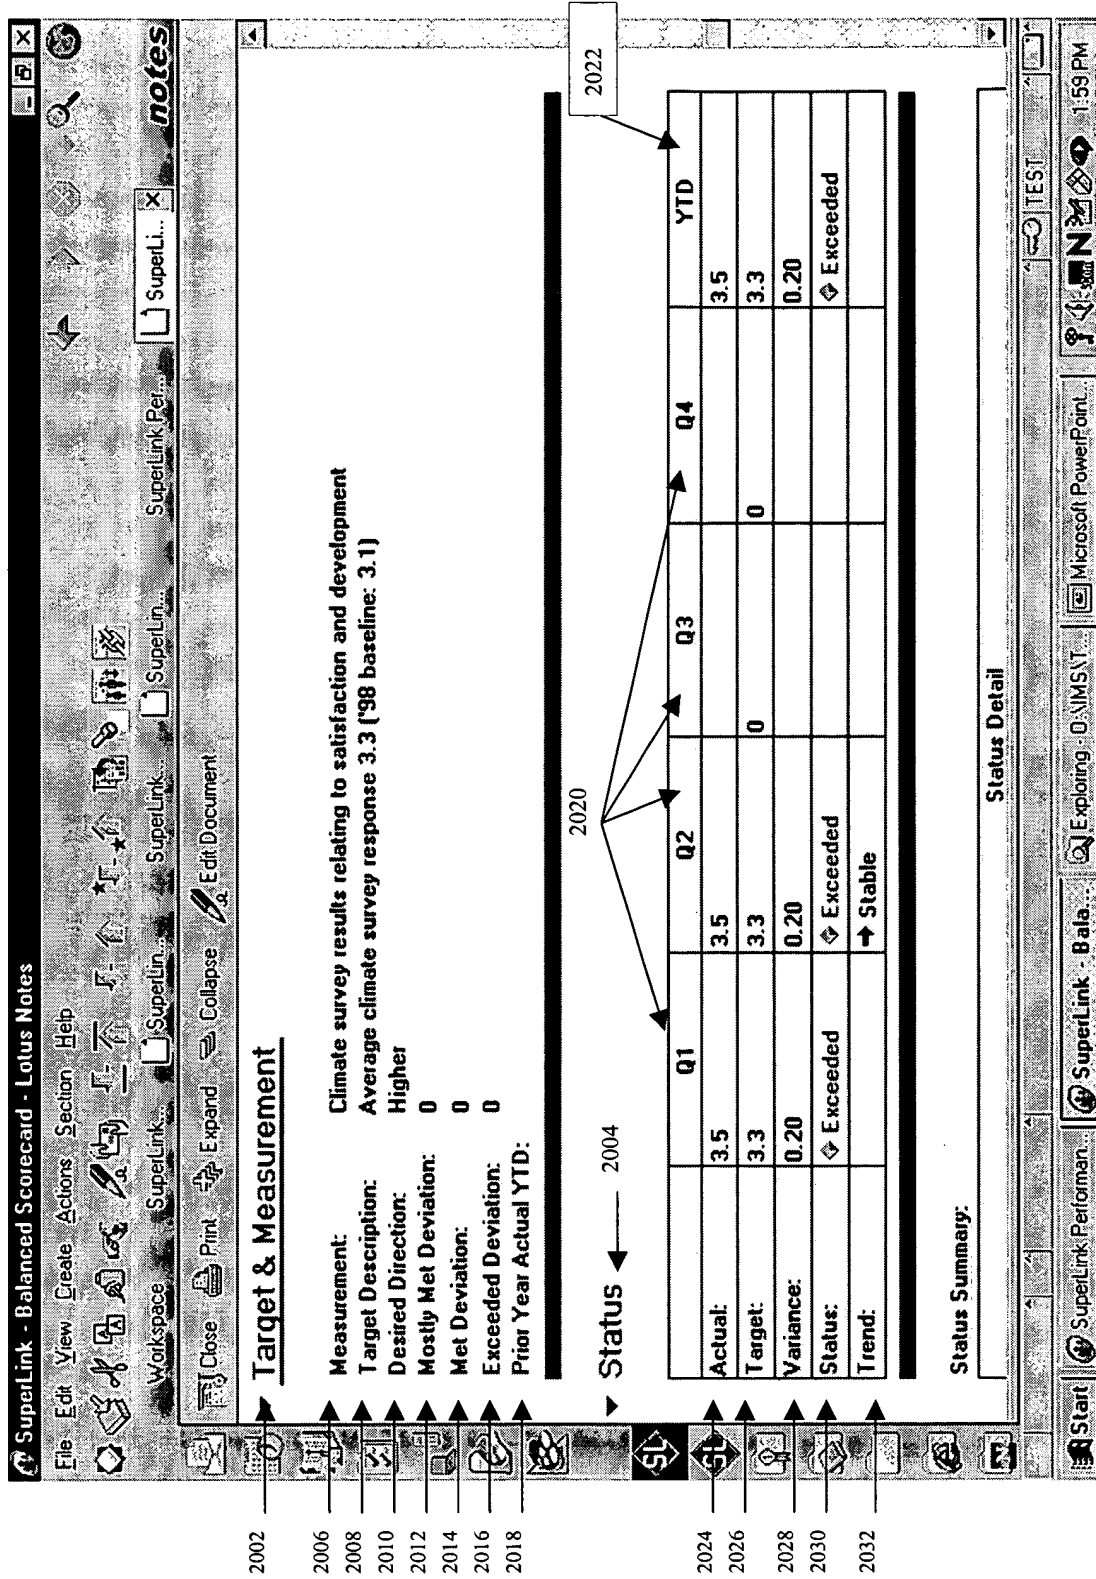 SuperLink - Balanced Scorecard - Lotus Notes
File Edit View Create Actions Section Help
Workspace SuperLink... SuperLin... SuperLink... SuperLin... SuperLink Per... SuperLi... notes
Close Print Expand Collapse Edit Document
2002 Target & Measurement
2006 Measurement: Climate survey results relating to satisfaction and development
2008 Target Description: Average climate survey response 3.3 ('98 baseline: 3.1)
2010 Desired Direction: Higher
2012 Mostly Met Deviation: 0
2014 Met Deviation: 0
2016 Exceeded Deviation: 0
2018 Prior Year Actual YTD:
2020
2022
Status 2004
Q1 Q2 Q3 Q4 YTD
2024 Actual: 3.5 3.5 3.5
2026 Target: 3.3 3.3 0 0 3.3
2028 Variance: 0.20 0.20 0.20
2030 Status: Exceeded Exceeded Exceeded
2032 Trend: Stable
Status Summary:
Status Detail
TEST
Start SuperLink Performan... SuperLink - Bala... Exploring - D:\IMS\T... Microsoft PowerPoint... 1:59 PM